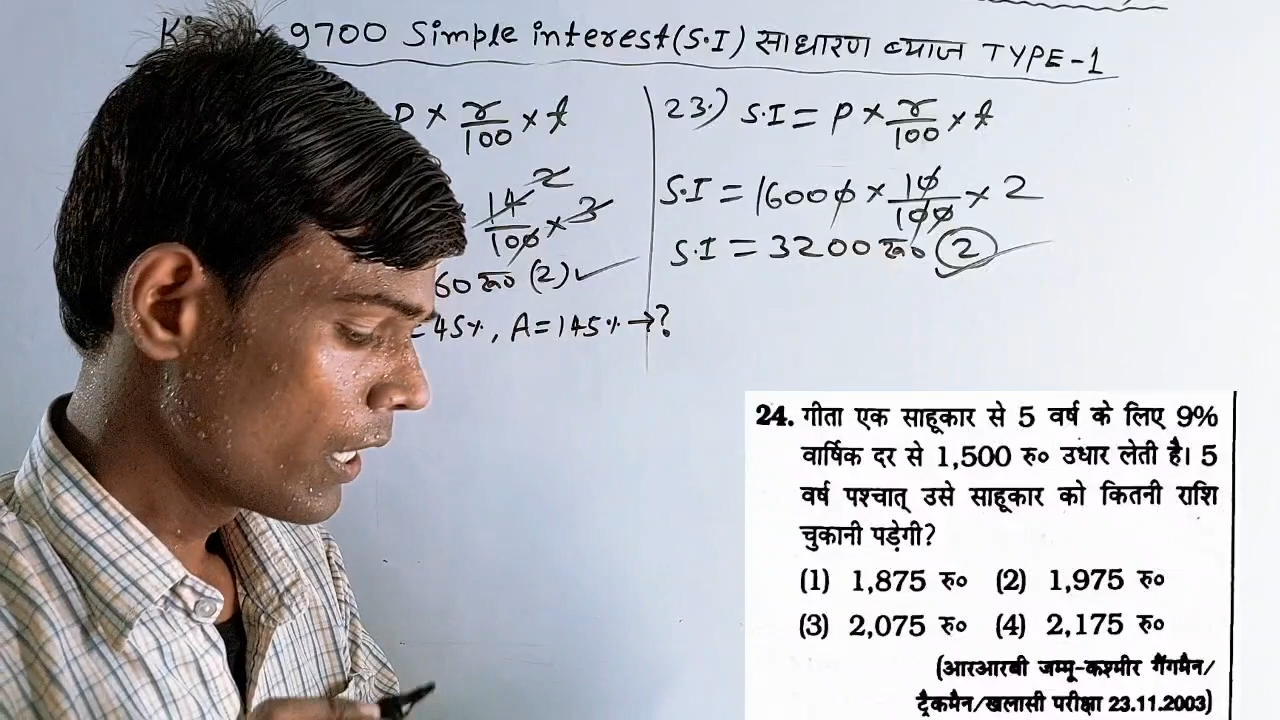 9700 Simple interest(S.I) साधारण ब्याज TYPE-1
P × r/100 × t
14/100 × 3 2
60 रू० (2) ✓
= 45%, A = 145% → ?
23.) S.I = P × r/100 × t
S.I = 16000 × 10/100 × 2
S.I = 3200 रू० (2)
24. गीता एक साहूकार से 5 वर्ष के लिए 9%
वार्षिक दर से 1,500 रु० उधार लेती है। 5
वर्ष पश्चात् उसे साहूकार को कितनी राशि
चुकानी पड़ेगी?
(1) 1,875 रु० (2) 1,975 रु०
(3) 2,075 रु० (4) 2,175 रु०
(आरआरबी जम्मू-कश्मीर गैंगमैन/
ट्रैकमैन/खलासी परीक्षा 23.11.2003)